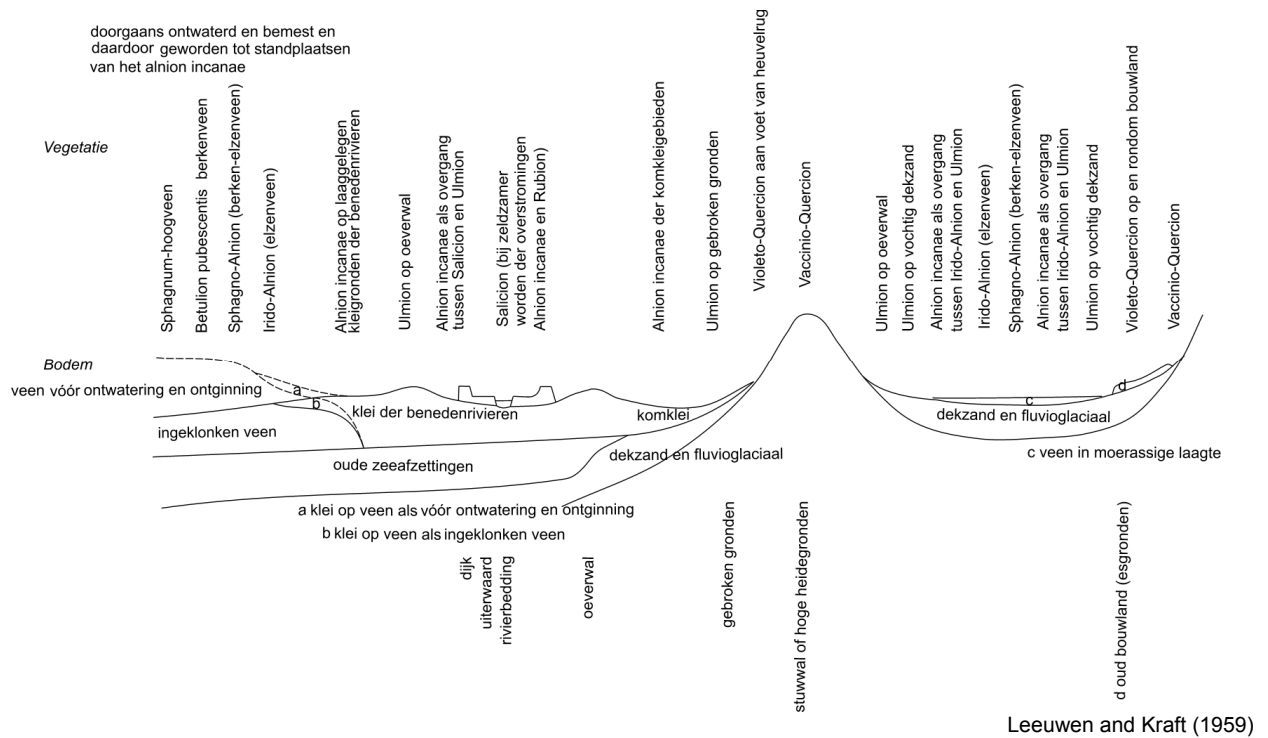 doorgaans ontwaterd en bemest en
daardoor geworden tot standplaatsen
van het alnion incanae
Vegetatie
Sphagnum-hoogveen
Betulion pubescentis berkenveen
Sphagno-Alnion (berken-elzenveen)
Irido-Alnion (elzenveen)
Alnion incanae op laaggelegen
kleigronden der benedenrivieren
Ulmion op oeverwal
Alnion incanae als overgang
tussen Salicion en Ulmion
Salicion (bij zeldzamer
worden der overstromingen
Alnion incanae en Rubion)
Alnion incanae der komkleigebieden
Ulmion op gebroken gronden
Violeto-Quercion aan voet van heuvelrug
Vaccinio-Quercion
Ulmion op oeverwal
Ulmion op vochtig dekzand
Alnion incanae als overgang
tussen Irido-Alnion en Ulmion
Irido-Alnion (elzenveen)
Sphagno-Alnion (berken-elzenveen)
Alnion incanae als overgang
tussen Irido-Alnion en Ulmion
Ulmion op vochtig dekzand
Violeto-Quercion op en rondom bouwland
Vaccinio-Quercion
Bodem
veen vóór ontwatering en ontginning
a
b
klei der benedenrivieren
komklei
c
d
dekzand en fluvioglaciaal
ingeklonken veen
oude zeeafzettingen
dekzand en fluvioglaciaal
c veen in moerassige laagte
a klei op veen als vóór ontwatering en ontginning
b klei op veen als ingeklonken veen
dijk
uiterwaard
rivierbedding
oeverwal
gebroken gronden
stuwwal of hoge heidegronden
d oud bouwland (esgronden)
Leeuwen and Kraft (1959)